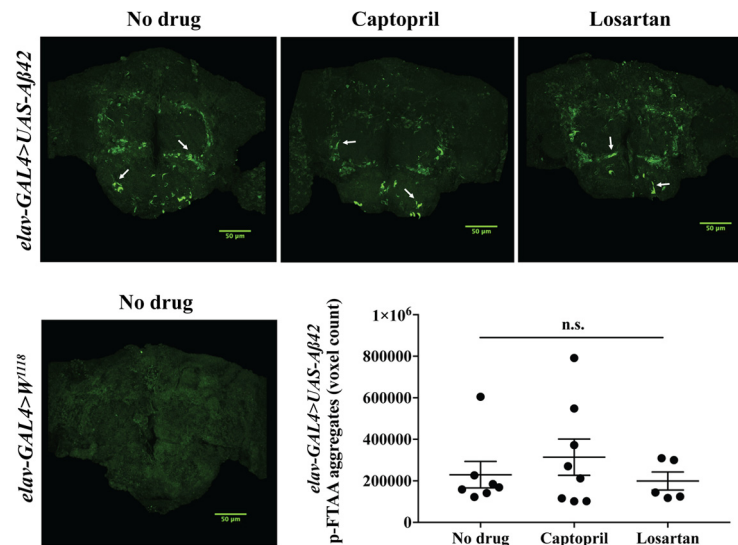 No drug
Captopril
Losartan
elav-GAL4>UAS-Aβ42
50 µm
50 µm
50 µm
No drug
elav-GAL4>W1118
50 µm
elav-GAL4>UAS-Aβ42
p-FTAA aggregates (voxel count)
1×10⁶
800000
600000
400000
200000
0
n.s.
No drug
Captopril
Losartan